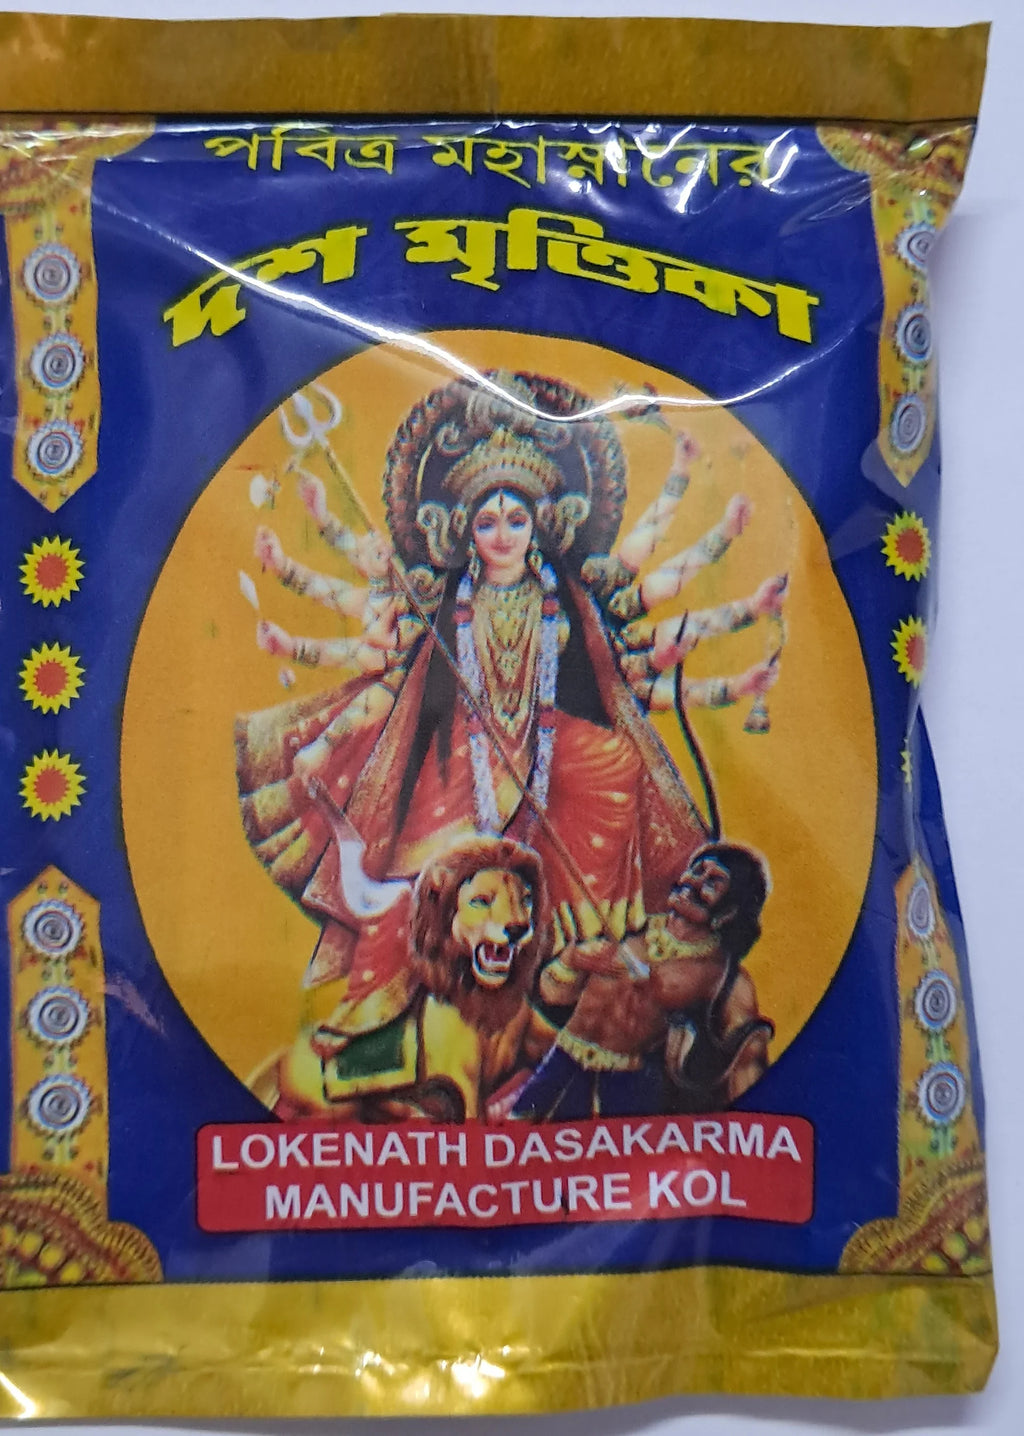 পবিত্র মহাস্নানের
দশ মৃত্তিকা
LOKENATH DASAKARMA
MANUFACTURE KOL